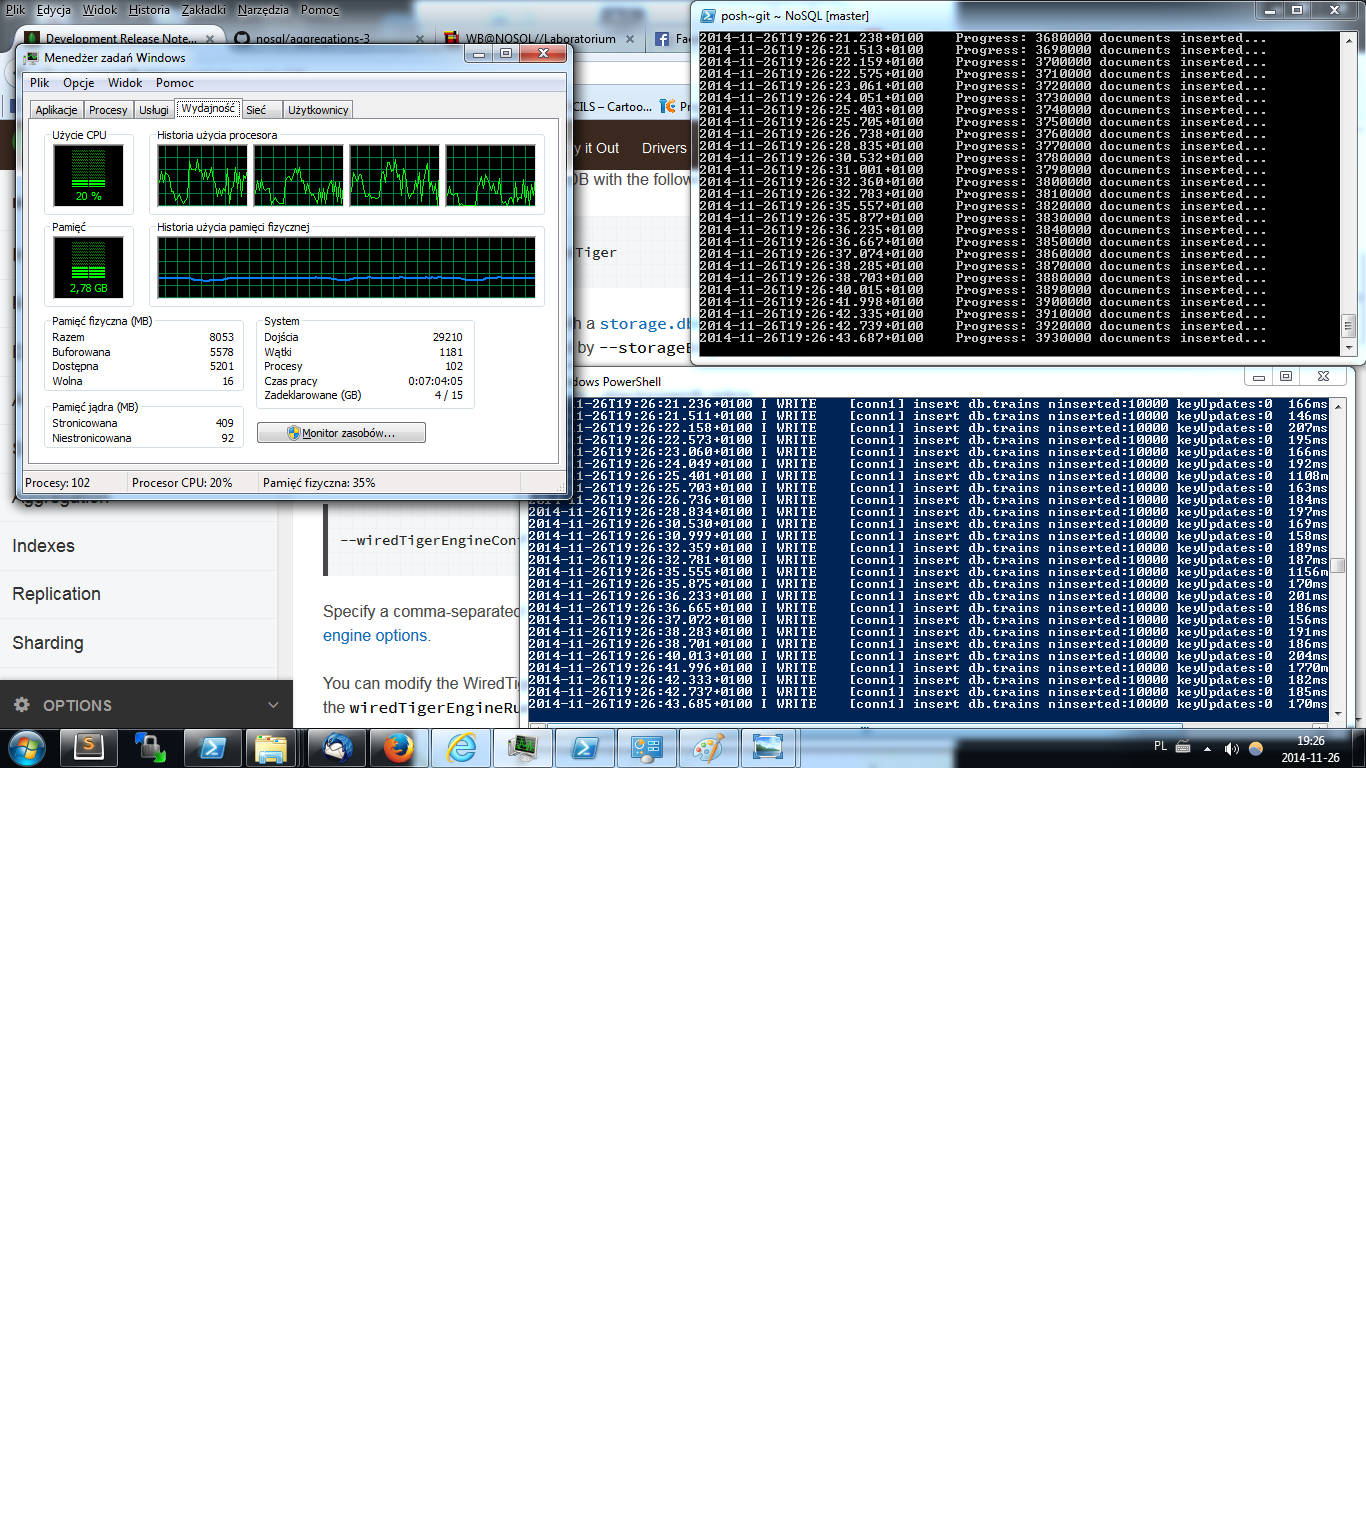 Plik Edycja Widok Historia Zakładki Narzędzia Pomoc
Development Release Note...
nosql/aggregations-3
WB@NOSQL//Laboratorium
CILS – Cartoo...
y it Out Drivers
DB with the follow
Tiger
h a storage.db
by --storageE
Menedżer zadań Windows
Plik Opcje Widok Pomoc
Aplikacje Procesy Usługi Wydajność Sieć Użytkownicy
Użycie CPU
20 %
Historia użycia procesora
Pamięć
2,78 GB
Historia użycia pamięci fizycznej
Pamięć fizyczna (MB)
Razem 8053
Buforowana 5578
Dostępna 5201
Wolna 16
Pamięć jądra (MB)
Stronicowana 409
Niestronicowana 92
System
Dojścia 29210
Wątki 1181
Procesy 102
Czas pracy 0:07:04:05
Zadeklarowane (GB) 4 / 15
Monitor zasobów...
Procesy: 102 Procesor CPU: 20% Pamięć fizyczna: 35%
Aggregation
Indexes
Replication
Sharding
OPTIONS
--wiredTigerEngineConf
Specify a comma-separated
engine options.
You can modify the WiredTig
the wiredTigerEngineRu
posh~git ~ NoSQL [master]
2014-11-26T19:26:21.238+0100 Progress: 3680000 documents inserted...
2014-11-26T19:26:21.513+0100 Progress: 3690000 documents inserted...
2014-11-26T19:26:22.159+0100 Progress: 3700000 documents inserted...
2014-11-26T19:26:22.575+0100 Progress: 3710000 documents inserted...
2014-11-26T19:26:23.061+0100 Progress: 3720000 documents inserted...
2014-11-26T19:26:24.051+0100 Progress: 3730000 documents inserted...
2014-11-26T19:26:25.403+0100 Progress: 3740000 documents inserted...
2014-11-26T19:26:25.705+0100 Progress: 3750000 documents inserted...
2014-11-26T19:26:26.738+0100 Progress: 3760000 documents inserted...
2014-11-26T19:26:28.835+0100 Progress: 3770000 documents inserted...
2014-11-26T19:26:30.532+0100 Progress: 3780000 documents inserted...
2014-11-26T19:26:31.001+0100 Progress: 3790000 documents inserted...
2014-11-26T19:26:32.360+0100 Progress: 3800000 documents inserted...
2014-11-26T19:26:32.783+0100 Progress: 3810000 documents inserted...
2014-11-26T19:26:35.557+0100 Progress: 3820000 documents inserted...
2014-11-26T19:26:35.877+0100 Progress: 3830000 documents inserted...
2014-11-26T19:26:36.235+0100 Progress: 3840000 documents inserted...
2014-11-26T19:26:36.667+0100 Progress: 3850000 documents inserted...
2014-11-26T19:26:37.074+0100 Progress: 3860000 documents inserted...
2014-11-26T19:26:38.285+0100 Progress: 3870000 documents inserted...
2014-11-26T19:26:38.703+0100 Progress: 3880000 documents inserted...
2014-11-26T19:26:40.015+0100 Progress: 3890000 documents inserted...
2014-11-26T19:26:41.998+0100 Progress: 3900000 documents inserted...
2014-11-26T19:26:42.335+0100 Progress: 3910000 documents inserted...
2014-11-26T19:26:42.739+0100 Progress: 3920000 documents inserted...
2014-11-26T19:26:43.687+0100 Progress: 3930000 documents inserted...
dows PowerShell
1-26T19:26:21.236+0100 I WRITE [conn1] insert db.trains ninserted:10000 keyUpdates:0 166ms
1-26T19:26:21.511+0100 I WRITE [conn1] insert db.trains ninserted:10000 keyUpdates:0 146ms
1-26T19:26:22.158+0100 I WRITE [conn1] insert db.trains ninserted:10000 keyUpdates:0 207ms
1-26T19:26:22.573+0100 I WRITE [conn1] insert db.trains ninserted:10000 keyUpdates:0 195ms
1-26T19:26:23.060+0100 I WRITE [conn1] insert db.trains ninserted:10000 keyUpdates:0 166ms
1-26T19:26:24.049+0100 I WRITE [conn1] insert db.trains ninserted:10000 keyUpdates:0 192ms
1-26T19:26:25.401+0100 I WRITE [conn1] insert db.trains ninserted:10000 keyUpdates:0 1108m
1-26T19:26:25.703+0100 I WRITE [conn1] insert db.trains ninserted:10000 keyUpdates:0 163ms
1-26T19:26:26.736+0100 I WRITE [conn1] insert db.trains ninserted:10000 keyUpdates:0 184ms
2014-11-26T19:26:28.834+0100 I WRITE [conn1] insert db.trains ninserted:10000 keyUpdates:0 197ms
2014-11-26T19:26:30.530+0100 I WRITE [conn1] insert db.trains ninserted:10000 keyUpdates:0 169ms
2014-11-26T19:26:30.999+0100 I WRITE [conn1] insert db.trains ninserted:10000 keyUpdates:0 158ms
2014-11-26T19:26:32.359+0100 I WRITE [conn1] insert db.trains ninserted:10000 keyUpdates:0 189ms
2014-11-26T19:26:32.781+0100 I WRITE [conn1] insert db.trains ninserted:10000 keyUpdates:0 187ms
2014-11-26T19:26:35.555+0100 I WRITE [conn1] insert db.trains ninserted:10000 keyUpdates:0 1156m
2014-11-26T19:26:35.875+0100 I WRITE [conn1] insert db.trains ninserted:10000 keyUpdates:0 170ms
2014-11-26T19:26:36.233+0100 I WRITE [conn1] insert db.trains ninserted:10000 keyUpdates:0 201ms
2014-11-26T19:26:36.665+0100 I WRITE [conn1] insert db.trains ninserted:10000 keyUpdates:0 186ms
2014-11-26T19:26:37.072+0100 I WRITE [conn1] insert db.trains ninserted:10000 keyUpdates:0 156ms
2014-11-26T19:26:38.283+0100 I WRITE [conn1] insert db.trains ninserted:10000 keyUpdates:0 191ms
2014-11-26T19:26:38.701+0100 I WRITE [conn1] insert db.trains ninserted:10000 keyUpdates:0 186ms
2014-11-26T19:26:40.013+0100 I WRITE [conn1] insert db.trains ninserted:10000 keyUpdates:0 204ms
2014-11-26T19:26:41.996+0100 I WRITE [conn1] insert db.trains ninserted:10000 keyUpdates:0 1770m
2014-11-26T19:26:42.333+0100 I WRITE [conn1] insert db.trains ninserted:10000 keyUpdates:0 182ms
2014-11-26T19:26:42.737+0100 I WRITE [conn1] insert db.trains ninserted:10000 keyUpdates:0 185ms
2014-11-26T19:26:43.685+0100 I WRITE [conn1] insert db.trains ninserted:10000 keyUpdates:0 170ms
PL
19:26
2014-11-26